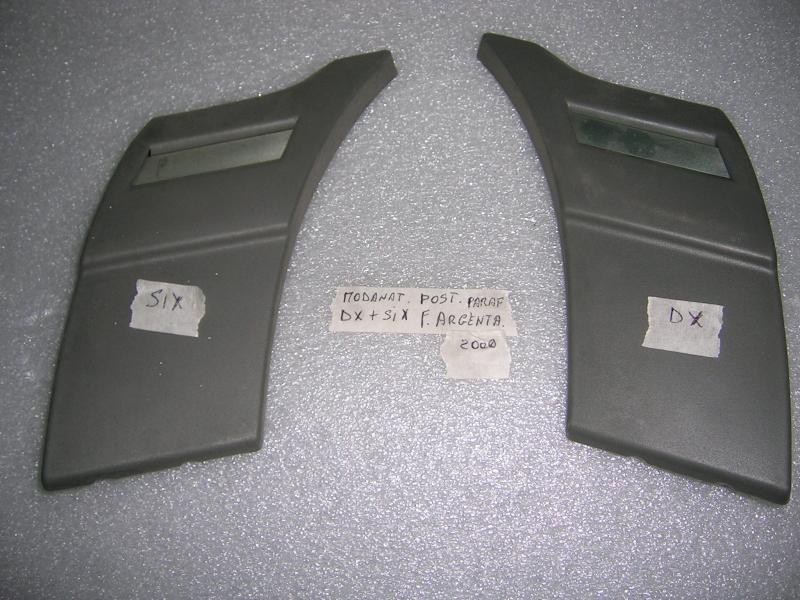 SIX
MODANAT. POST. PARAF
DX + SIX F. ARGENTA.
2000
DX